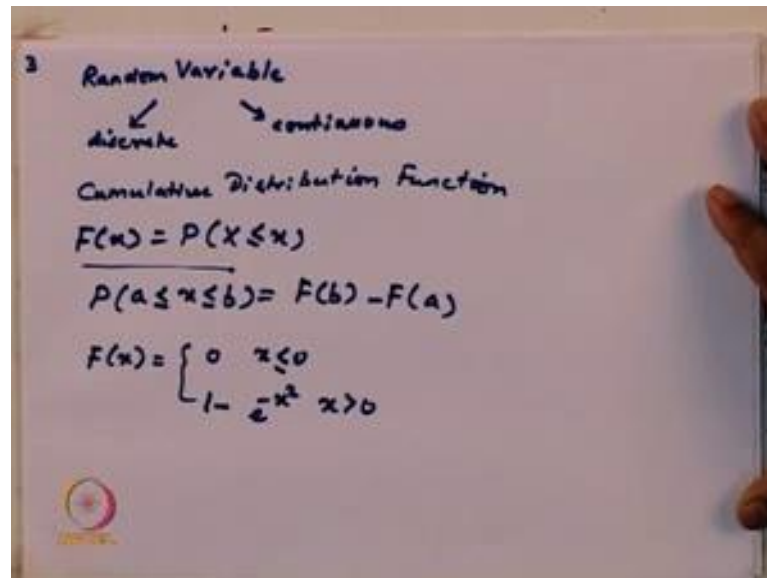 3 Random Variable
discrete continuous
Cumulative Distribution Function
F(x) = P(X ≤ x)
P(a ≤ x ≤ b) = F(b) - F(a)
F(x) = { 0 x ≤ 0
1 - e^-x² x > 0